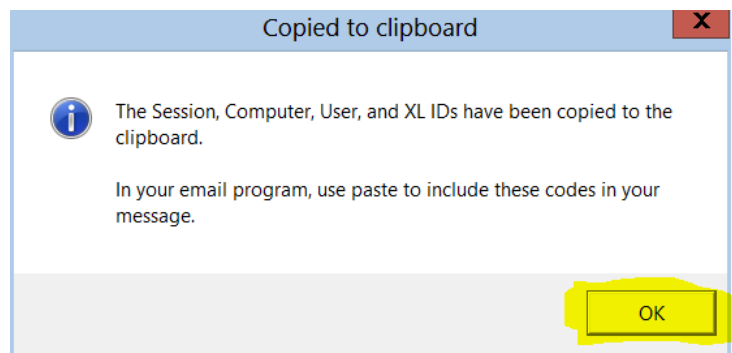 Copied to clipboard
X
The Session, Computer, User, and XL IDs have been copied to the
clipboard.
In your email program, use paste to include these codes in your
message.
OK